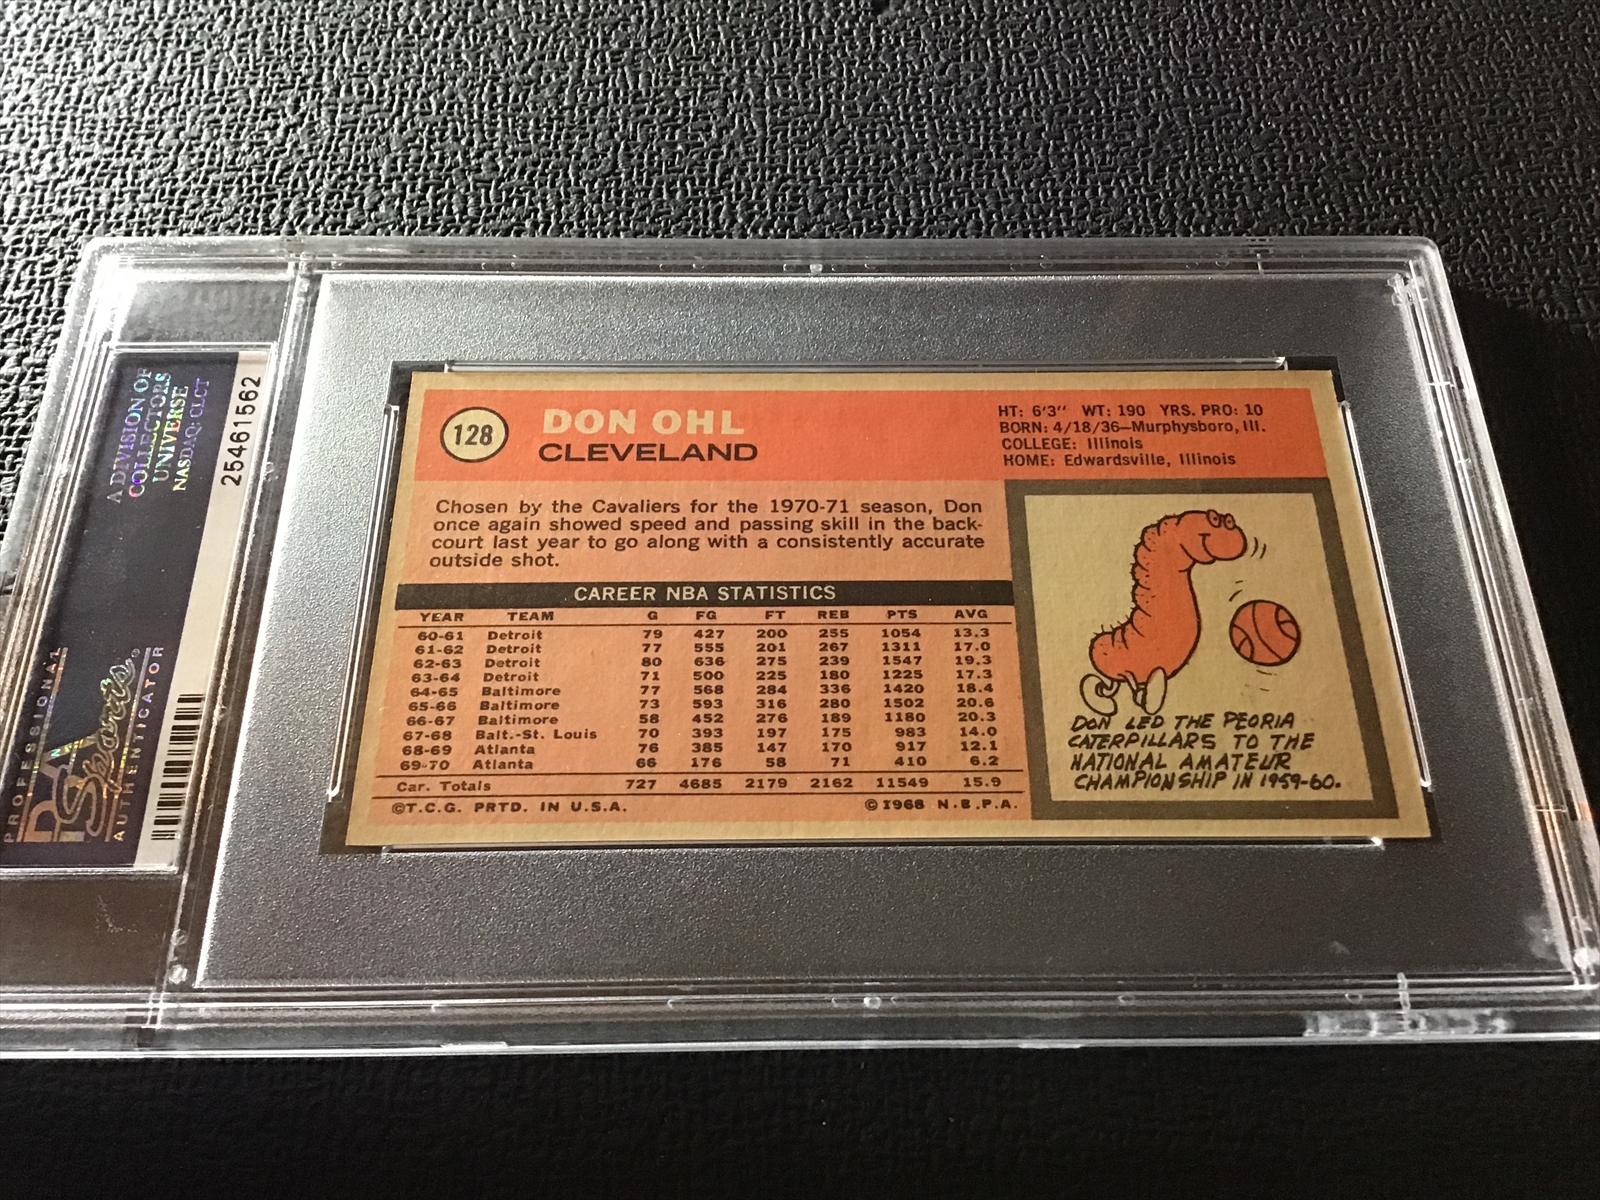 A DIVISION OF
COLLECTORS
UNIVERSE
NASDAQ: CLCT
25461562
PROFESSIONAL
PSA
Sports
AUTHENTICATOR
128
DON OHL
CLEVELAND
HT: 6'3" WT: 190 YRS. PRO: 10
BORN: 4/18/36—Murphysboro, Ill.
COLLEGE: Illinois
HOME: Edwardsville, Illinois
Chosen by the Cavaliers for the 1970-71 season, Don
once again showed speed and passing skill in the back-
court last year to go along with a consistently accurate
outside shot.
CAREER NBA STATISTICS
YEAR TEAM G FG FT REB PTS AVG
60-61 Detroit 79 427 200 255 1054 13.3
61-62 Detroit 77 555 201 267 1311 17.0
62-63 Detroit 80 636 275 239 1547 19.3
63-64 Detroit 71 500 225 180 1225 17.3
64-65 Baltimore 77 568 284 336 1420 18.4
65-66 Baltimore 73 593 316 280 1502 20.6
66-67 Baltimore 58 452 276 189 1180 20.3
67-68 Balt.-St. Louis 70 393 197 175 983 14.0
68-69 Atlanta 76 385 147 170 917 12.1
69-70 Atlanta 66 176 58 71 410 6.2
Car. Totals 727 4685 2179 2162 11549 15.9
©T.C.G. PRTD. IN U.S.A. ©1968 N.B.P.A.
DON LED THE PEORIA
CATERPILLARS TO THE
NATIONAL AMATEUR
CHAMPIONSHIP IN 1959-60.